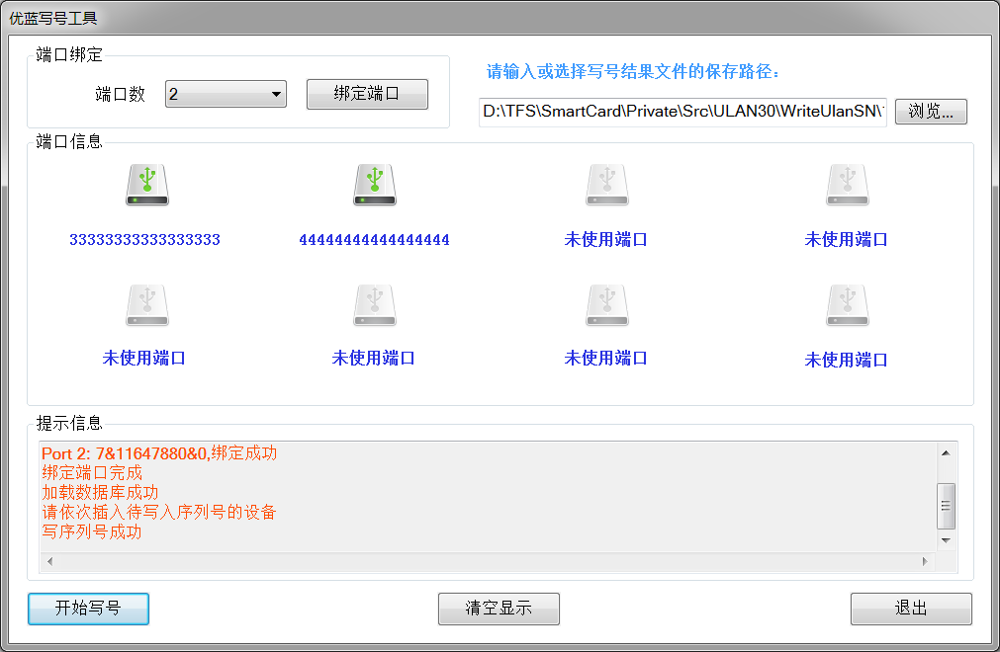 优蓝写号工具
端口绑定
端口数 2 绑定端口
请输入或选择写号结果文件的保存路径：
D:\TFS\SmartCard\Private\Src\ULAN30\WriteUlanSN\ 浏览...
端口信息
33333333333333333 44444444444444444 未使用端口 未使用端口
未使用端口 未使用端口 未使用端口 未使用端口
提示信息
Port 2: 7&11647880&0,绑定成功
绑定端口完成
加载数据库成功
请依次插入待写入序列号的设备
写序列号成功
开始写号 清空显示 退出